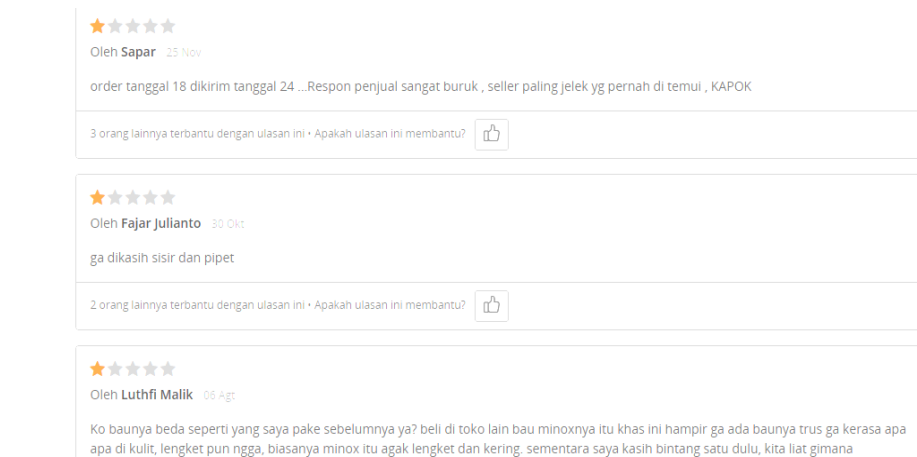 Oleh Sapar 25 Nov
order tanggal 18 dikirim tanggal 24 ...Respon penjual sangat buruk , seller paling jelek yg pernah di temui , KAPOK
3 orang lainnya terbantu dengan ulasan ini • Apakah ulasan ini membantu?
Oleh Fajar Julianto 30 Okt
ga dikasih sisir dan pipet
2 orang lainnya terbantu dengan ulasan ini • Apakah ulasan ini membantu?
Oleh Luthfi Malik 06 Agt
Ko baunya beda seperti yang saya pake sebelumnya ya? beli di toko lain bau minoxnya itu khas ini hampir ga ada baunya trus ga kerasa apa
apa di kulit, lengket pun ngga, biasanya minox itu agak lengket dan kering. sementara saya kasih bintang satu dulu, kita liat gimana